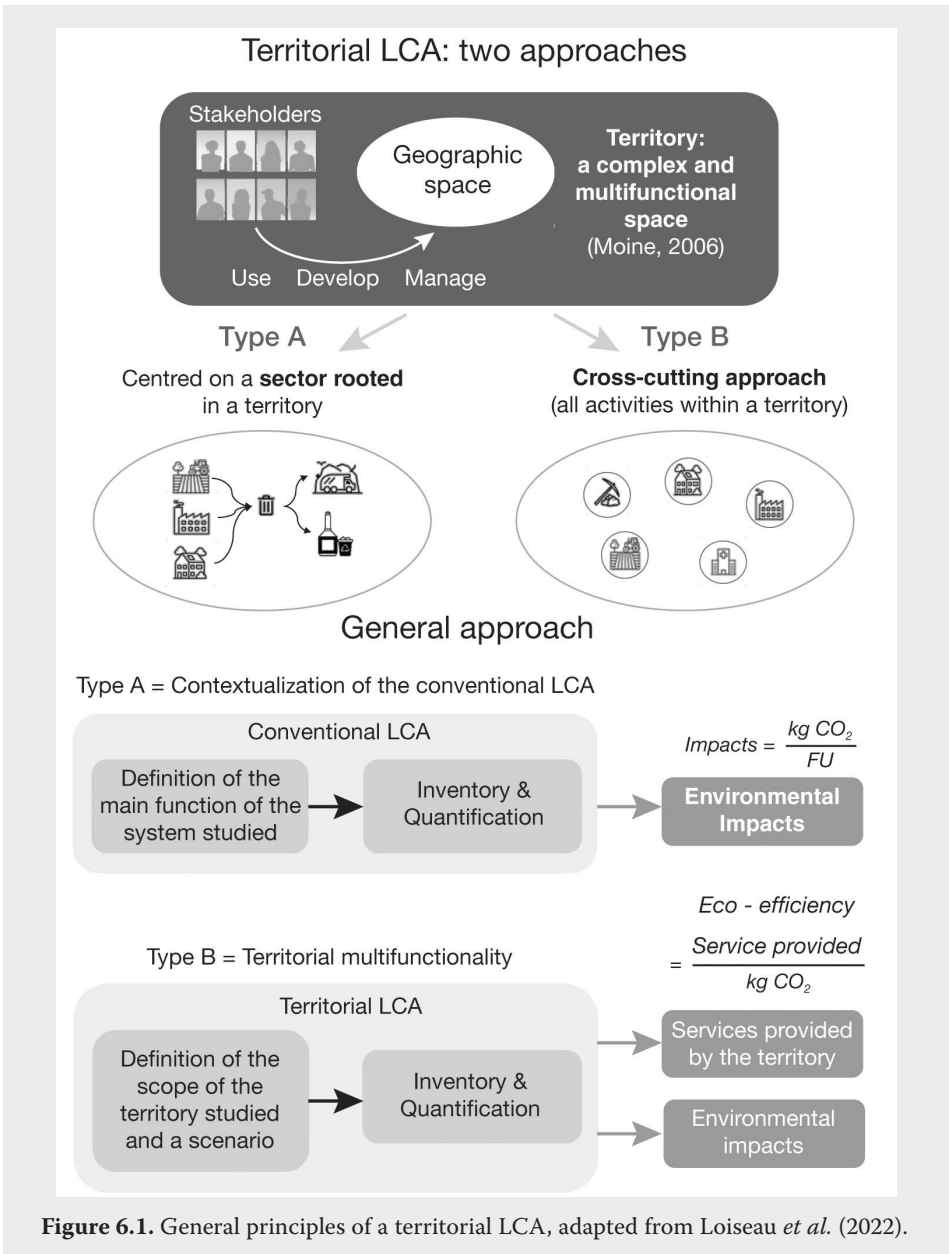 Territorial LCA: two approaches
Stakeholders
Geographic
space
Territory:
a complex and
multifunctional
space
(Moine, 2006)
Use Develop Manage
Type A
Centred on a sector rooted
in a territory
Type B
Cross-cutting approach
(all activities within a territory)
General approach
Type A = Contextualization of the conventional LCA
Conventional LCA
Definition of the
main function of the
system studied
Inventory &
Quantification
Impacts = kg CO₂
FU
Environmental
Impacts
Type B = Territorial multifunctionality
Territorial LCA
Definition of the
scope of the
territory studied
and a scenario
Inventory &
Quantification
Eco - efficiency
= Service provided
kg CO₂
Services provided
by the territory
Environmental
impacts
Figure 6.1. General principles of a territorial LCA, adapted from Loiseau et al. (2022).